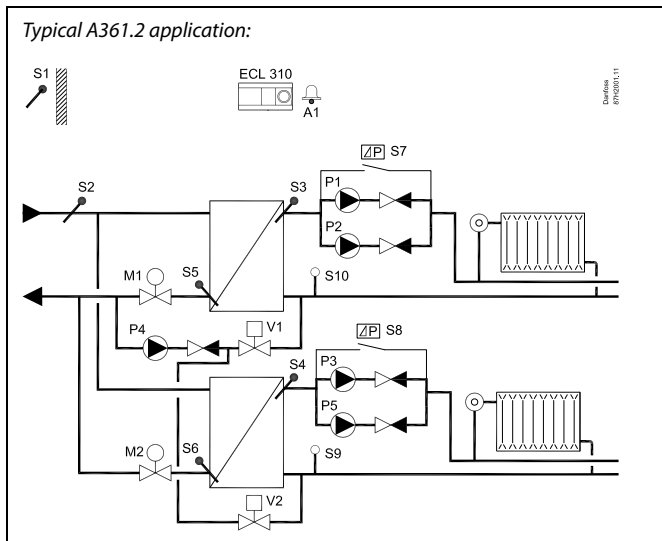 Typical A361.2 application:
S1
ECL 310
A1
Danfoss
87H2001.11
S2
S3
P1
S7
P2
M1
S5
S10
P4
V1
S4
P3
S8
P5
M2
S6
S9
V2